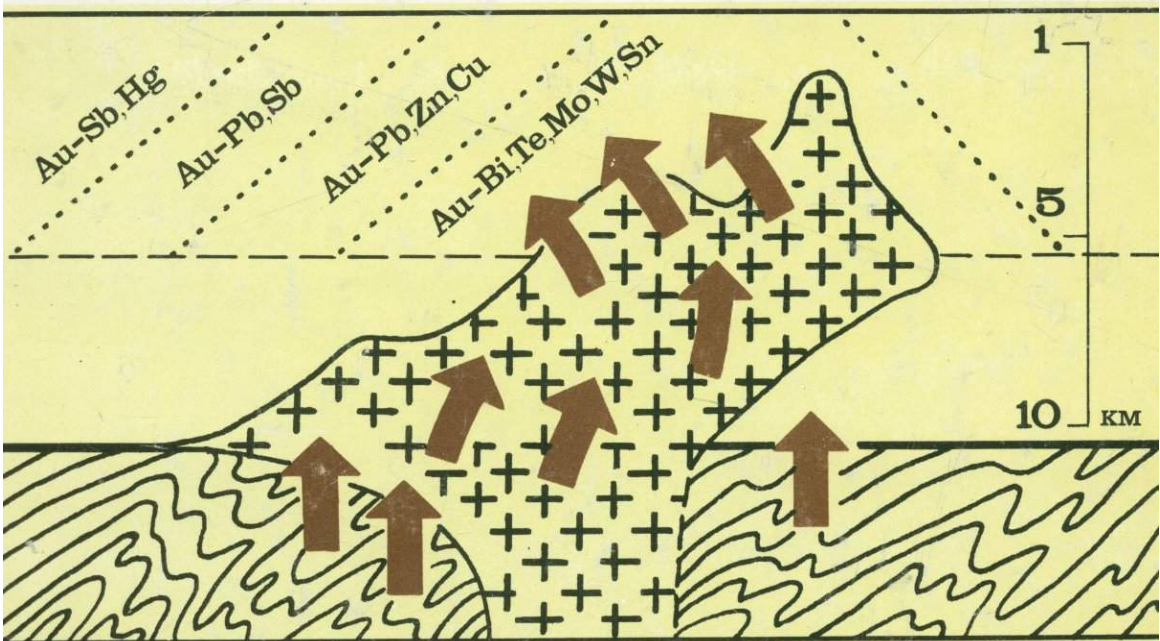 Au-Sb,Hg
Au-Pb,Sb
Au-Pb,Zn,Cu
Au-Bi,Te,Mo,W,Sn
1
5
10 км